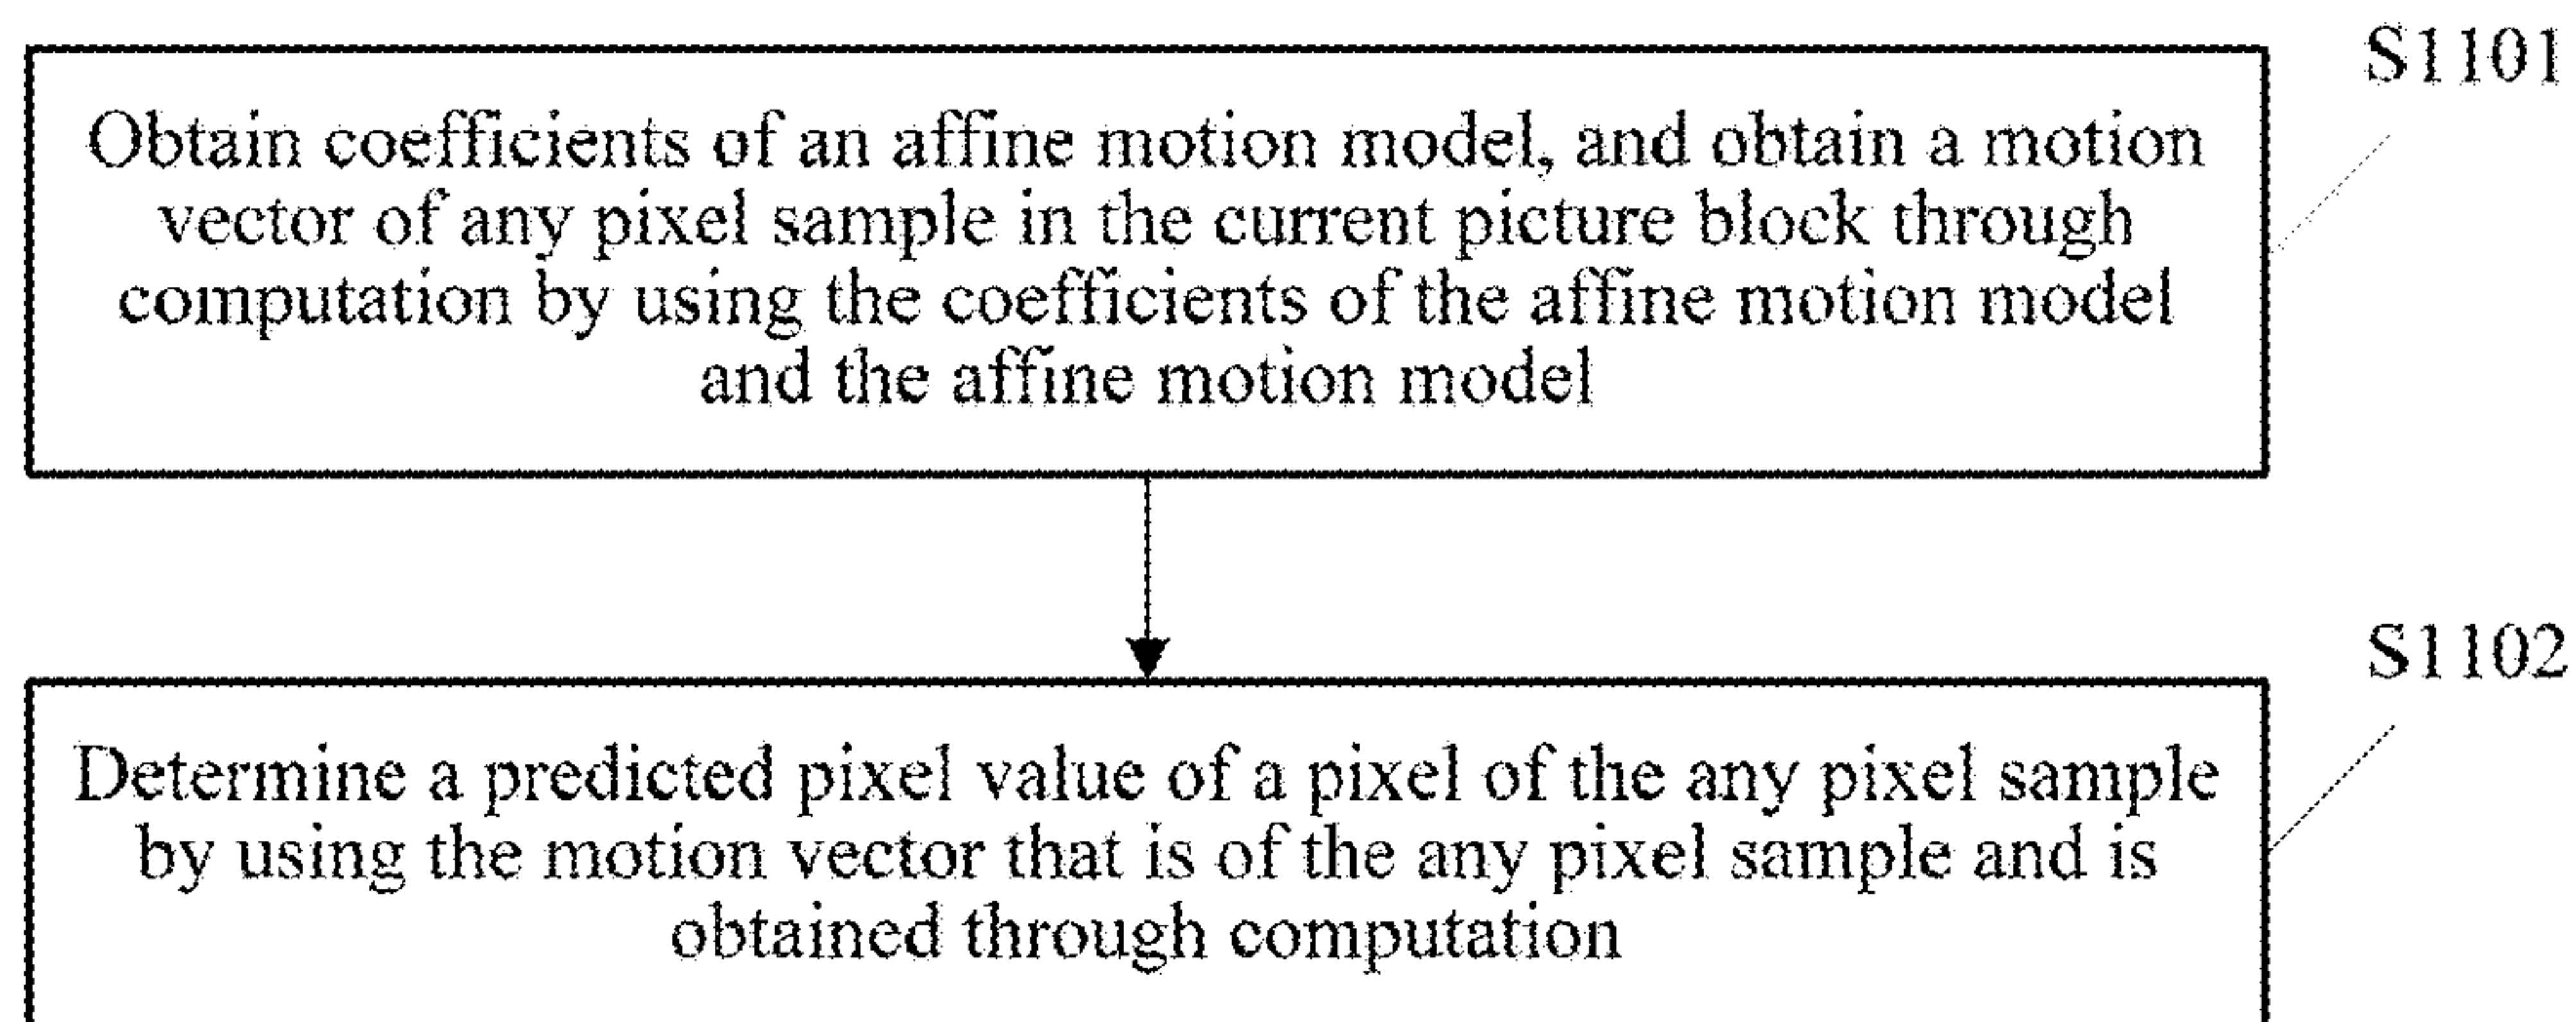 S1101
Obtain coefficients of an affine motion model, and obtain a motion
vector of any pixel sample in the current picture block through
computation by using the coefficients of the affine motion model
and the affine motion model
S1102
Determine a predicted pixel value of a pixel of the any pixel sample
by using the motion vector that is of the any pixel sample and is
obtained through computation